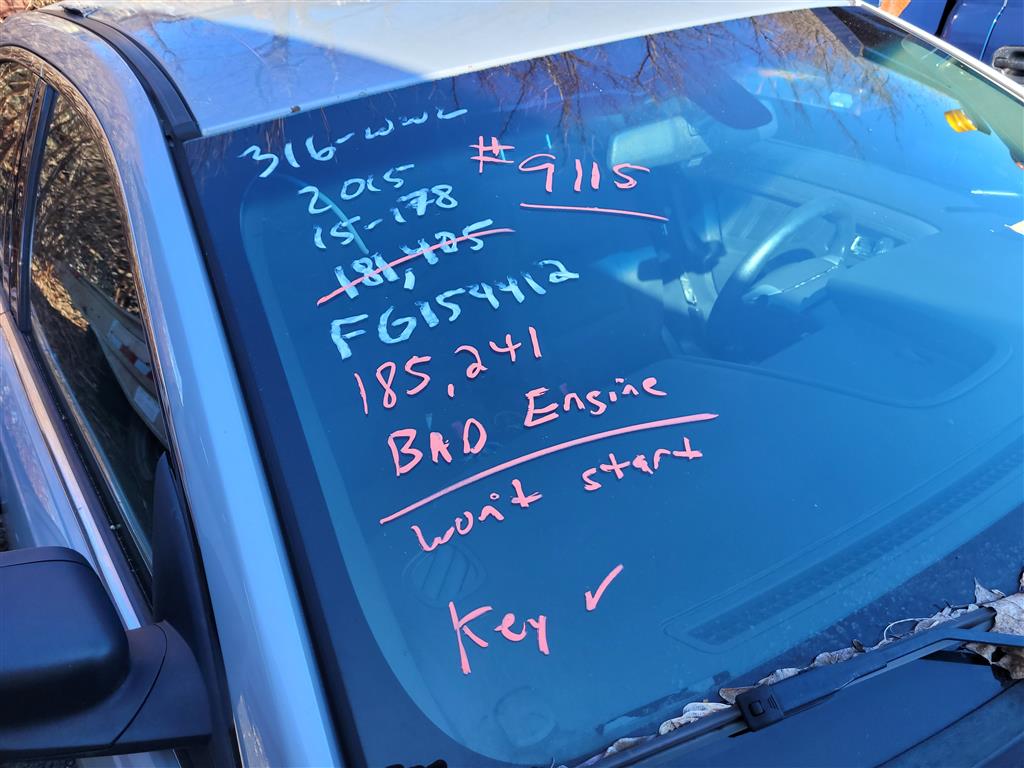 316-WWL
#9115
2015
15-178
181,405
FG154412
185,241
BAD Engine
won't start
Key ✓